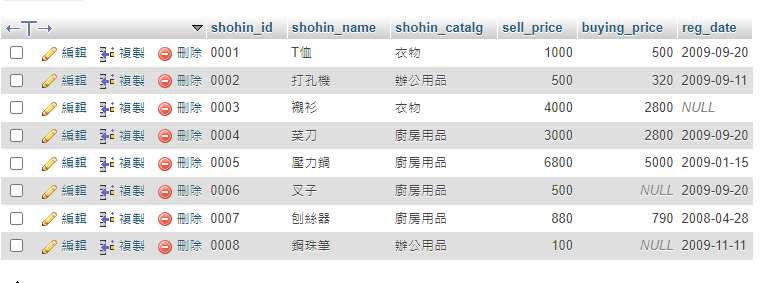 shohin_id shohin_name shohin_catalg sell_price buying_price reg_date
編輯 複製 刪除 0001 T恤 衣物 1000 500 2009-09-20
編輯 複製 刪除 0002 打孔機 辦公用品 500 320 2009-09-11
編輯 複製 刪除 0003 襯衫 衣物 4000 2800 NULL
編輯 複製 刪除 0004 菜刀 廚房用品 3000 2800 2009-09-20
編輯 複製 刪除 0005 壓力鍋 廚房用品 6800 5000 2009-01-15
編輯 複製 刪除 0006 叉子 廚房用品 500 NULL 2009-09-20
編輯 複製 刪除 0007 刨絲器 廚房用品 880 790 2008-04-28
編輯 複製 刪除 0008 鋼珠筆 辦公用品 100 NULL 2009-11-11